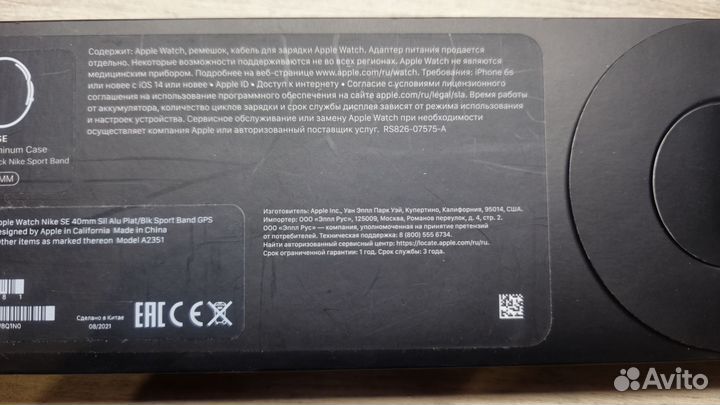 Содержит: Apple Watch, ремешок, кабель для зарядки Apple Watch. Адаптер питания продается
отдельно. Некоторые возможности поддерживаются не во всех регионах. Apple Watch не являются
медицинским прибором. Подробнее на веб-странице www.apple.com/ru/watch. Требования: iPhone 6s
или новее с iOS 14 или новее • Apple ID • Доступ к интернету • Согласие с условиями лицензионного
соглашения на использование программного обеспечения на сайте apple.com/ru/legal/sla. Время работы
от аккумулятора, количество циклов зарядки и срок службы дисплея зависят от режима использования
и настроек устройства. Сервисное обслуживание или замену Apple Watch при необходимости
осуществляет компания Apple или авторизованный поставщик услуг. RS826-07575-A
SE
minum Case
ck Nike Sport Band
MM
pple Watch Nike SE 40mm Sil Alu Plat/Blk Sport Band GPS
esigned by Apple in California Made in China
ther items as marked thereon Model A2351
Изготовитель: Apple Inc., Уан Эппл Парк Уэй, Купертино, Калифорния, 95014, США.
Импортер: ООО «Эппл Рус», 125009, Москва, Романов переулок, д. 4, стр. 2.
ООО «Эппл Рус» — компания, уполномоченная на принятие претензий
от потребителей. Техническая поддержка: 8 (800) 555 6734.
Найти авторизованный сервисный центр: https://locate.apple.com/ru/ru.
Срок ограниченной гарантии: 1 год. Срок службы: 3 года.
8 1
Сделано в Китае
08/2021
EAC CE
8Q1N0
Avito